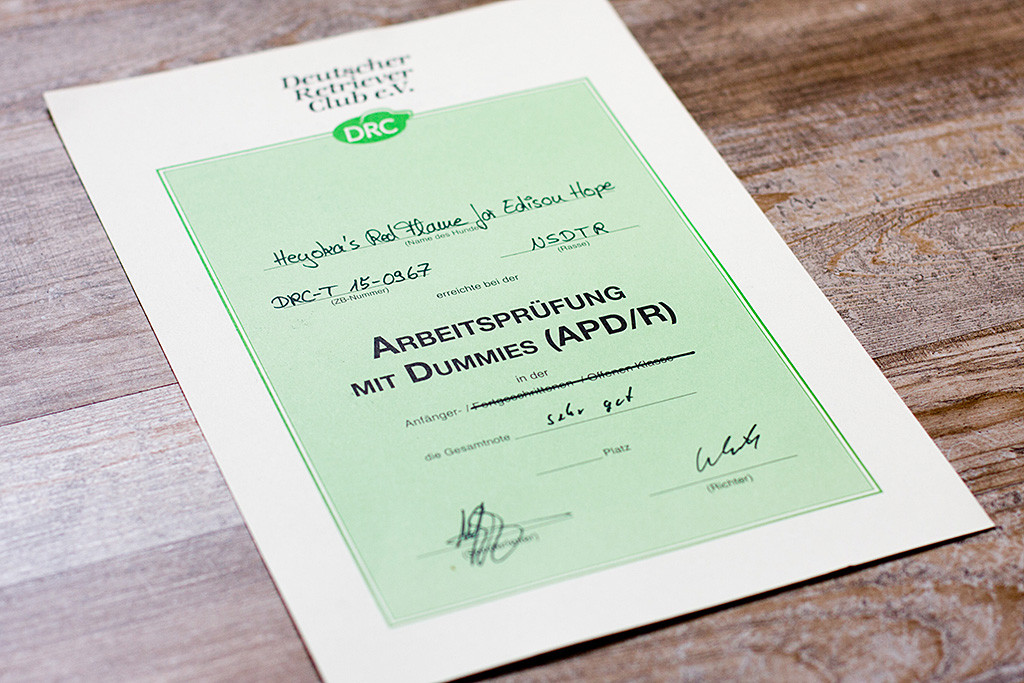 Deutscher
Retriever
Club e.V.
DRC
Heyoka's Red Flame for Edison Hope
(Name des Hundes)
DRC-T 15-0967 NSDTR
(ZB-Nummer) (Rasse)
erreichte bei der
ARBEITSPRÜFUNG
MIT DUMMIES (APD/R)
in der
Anfänger- / Fortgeschrittenen- / Offenen Klasse
die Gesamtnote sehr gut
Platz
(Richter)